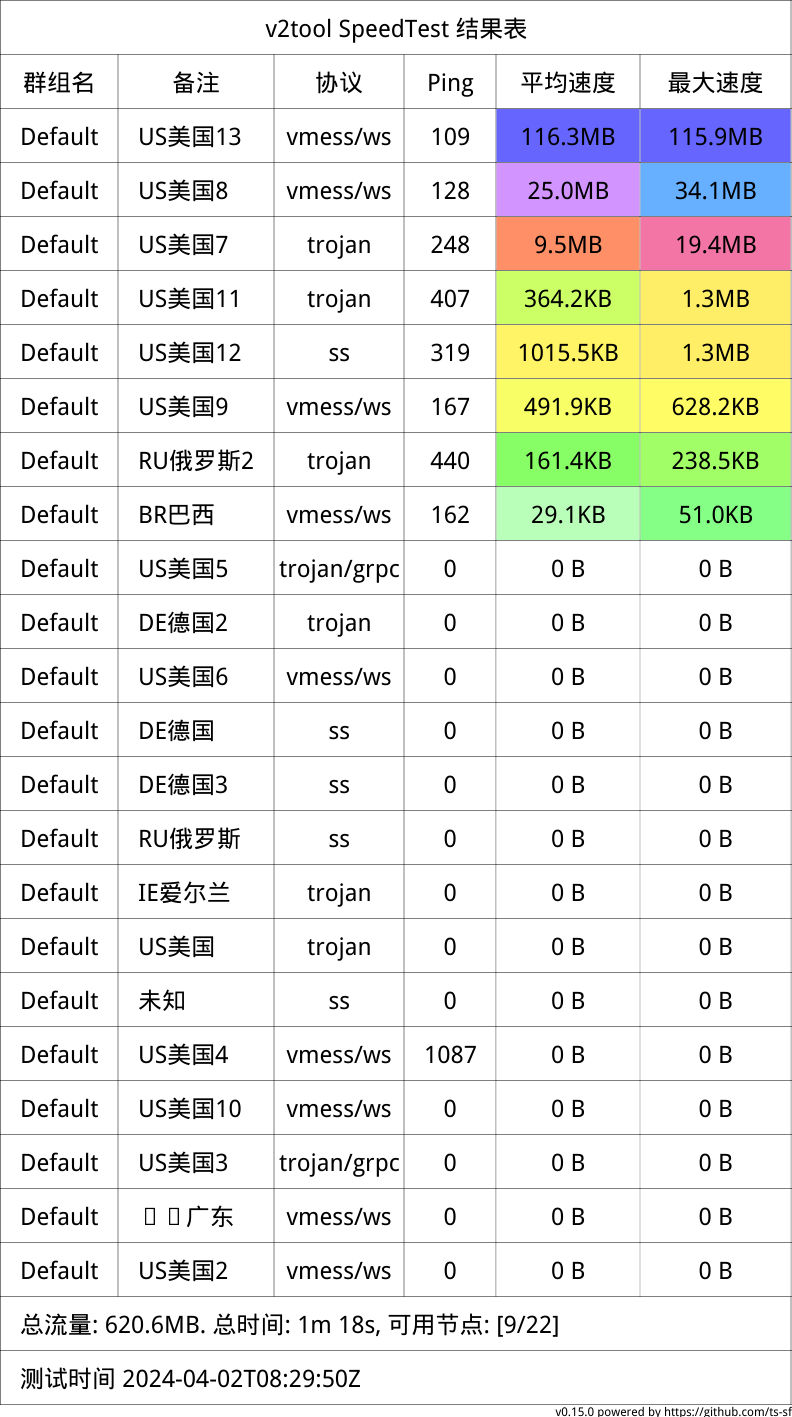 v2tool SpeedTest 结果表
群组名 备注 协议 Ping 平均速度 最大速度
Default US美国13 vmess/ws 109 116.3MB 115.9MB
Default US美国8 vmess/ws 128 25.0MB 34.1MB
Default US美国7 trojan 248 9.5MB 19.4MB
Default US美国11 trojan 407 364.2KB 1.3MB
Default US美国12 ss 319 1015.5KB 1.3MB
Default US美国9 vmess/ws 167 491.9KB 628.2KB
Default RU俄罗斯2 trojan 440 161.4KB 238.5KB
Default BR巴西 vmess/ws 162 29.1KB 51.0KB
Default US美国5 trojan/grpc 0 0 B 0 B
Default DE德国2 trojan 0 0 B 0 B
Default US美国6 vmess/ws 0 0 B 0 B
Default DE德国 ss 0 0 B 0 B
Default DE德国3 ss 0 0 B 0 B
Default RU俄罗斯 ss 0 0 B 0 B
Default IE爱尔兰 trojan 0 0 B 0 B
Default US美国 trojan 0 0 B 0 B
Default 未知 ss 0 0 B 0 B
Default US美国4 vmess/ws 1087 0 B 0 B
Default US美国10 vmess/ws 0 0 B 0 B
Default US美国3 trojan/grpc 0 0 B 0 B
Default 广东 vmess/ws 0 0 B 0 B
Default US美国2 vmess/ws 0 0 B 0 B
总流量: 620.6MB. 总时间: 1m 18s, 可用节点: [9/22]
测试时间 2024-04-02T08:29:50Z
v0.15.0 powered by https://github.com/ts-sf